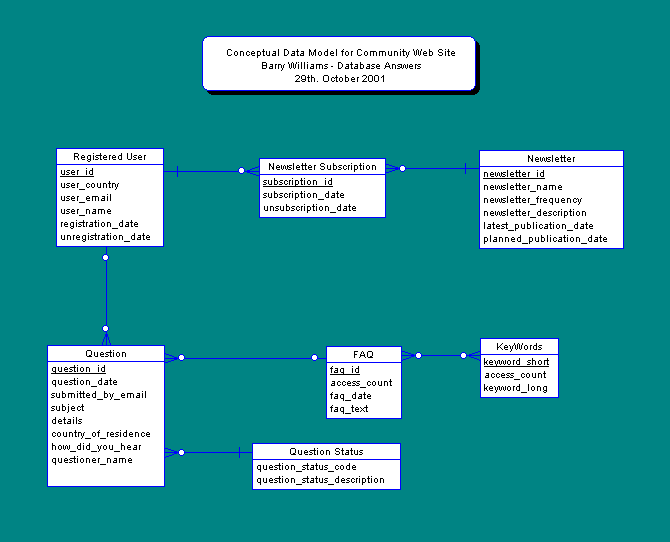 Conceptual Data Model for Community Web Site
Barry Williams - Database Answers
29th. October 2001
Registered User
user_id
user_country
user_email
user_name
registration_date
unregistration_date
Newsletter Subscription
subscription_id
subscription_date
unsubscription_date
Newsletter
newsletter_id
newsletter_name
newsletter_frequency
newsletter_description
latest_publication_date
planned_publication_date
Question
question_id
question_date
submitted_by_email
subject
details
country_of_residence
how_did_you_hear
questioner_name
FAQ
faq_id
access_count
faq_date
faq_text
KeyWords
keyword_short
access_count
keyword_long
Question Status
question_status_code
question_status_description